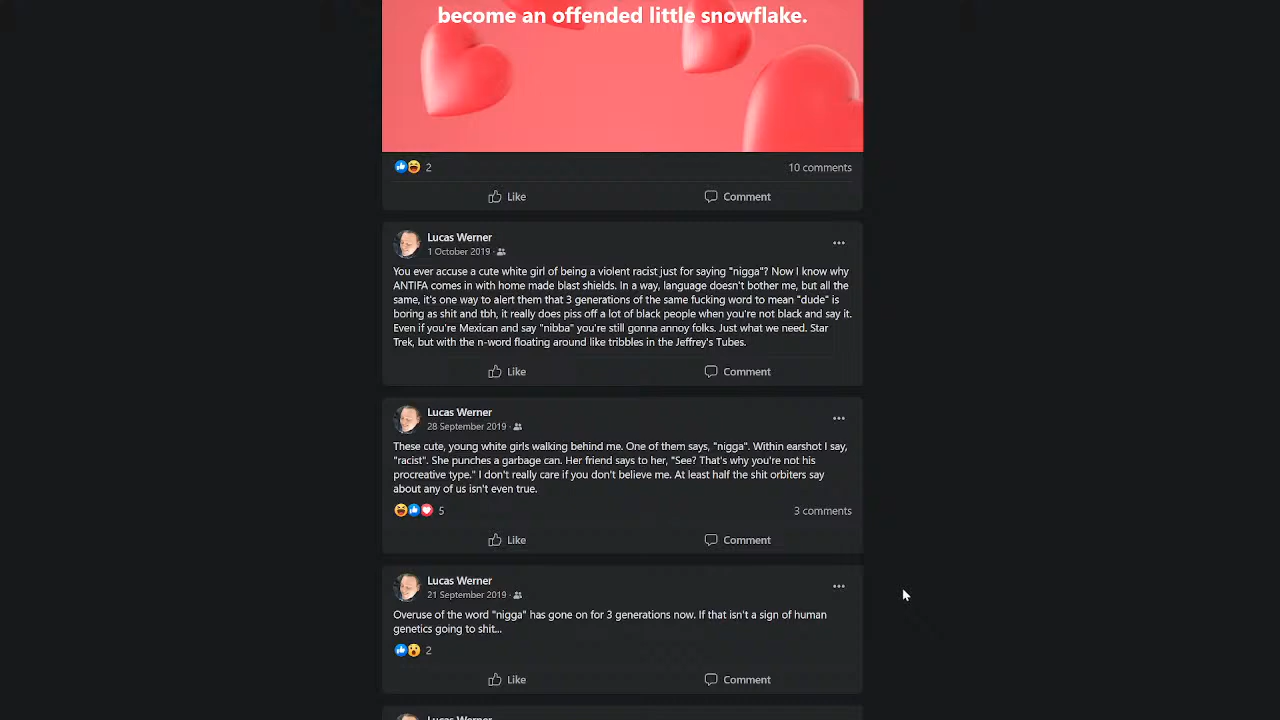 become an offended little snowflake.
2
10 comments
Like
Comment
Lucas Werner
1 October 2019 ·
You ever accuse a cute white girl of being a violent racist just for saying "nigga"? Now I know why
ANTIFA comes in with home made blast shields. In a way, language doesn't bother me, but all the
same, it's one way to alert them that 3 generations of the same fucking word to mean "dude" is
boring as shit and tbh, it really does piss off a lot of black people when you're not black and say it.
Even if you're Mexican and say "nibba" you're still gonna annoy folks. Just what we need. Star
Trek, but with the n-word floating around like tribbles in the Jeffrey's Tubes.
Like
Comment
Lucas Werner
28 September 2019 ·
These cute, young white girls walking behind me. One of them says, "nigga". Within earshot I say,
"racist". She punches a garbage can. Her friend says to her, "See? That's why you're not his
procreative type." I don't really care if you don't believe me. At least half the shit orbiters say
about any of us isn't even true.
5
3 comments
Like
Comment
Lucas Werner
21 September 2019 ·
Overuse of the word "nigga" has gone on for 3 generations now. If that isn't a sign of human
genetics going to shit...
2
Like
Comment
Lucas Werner